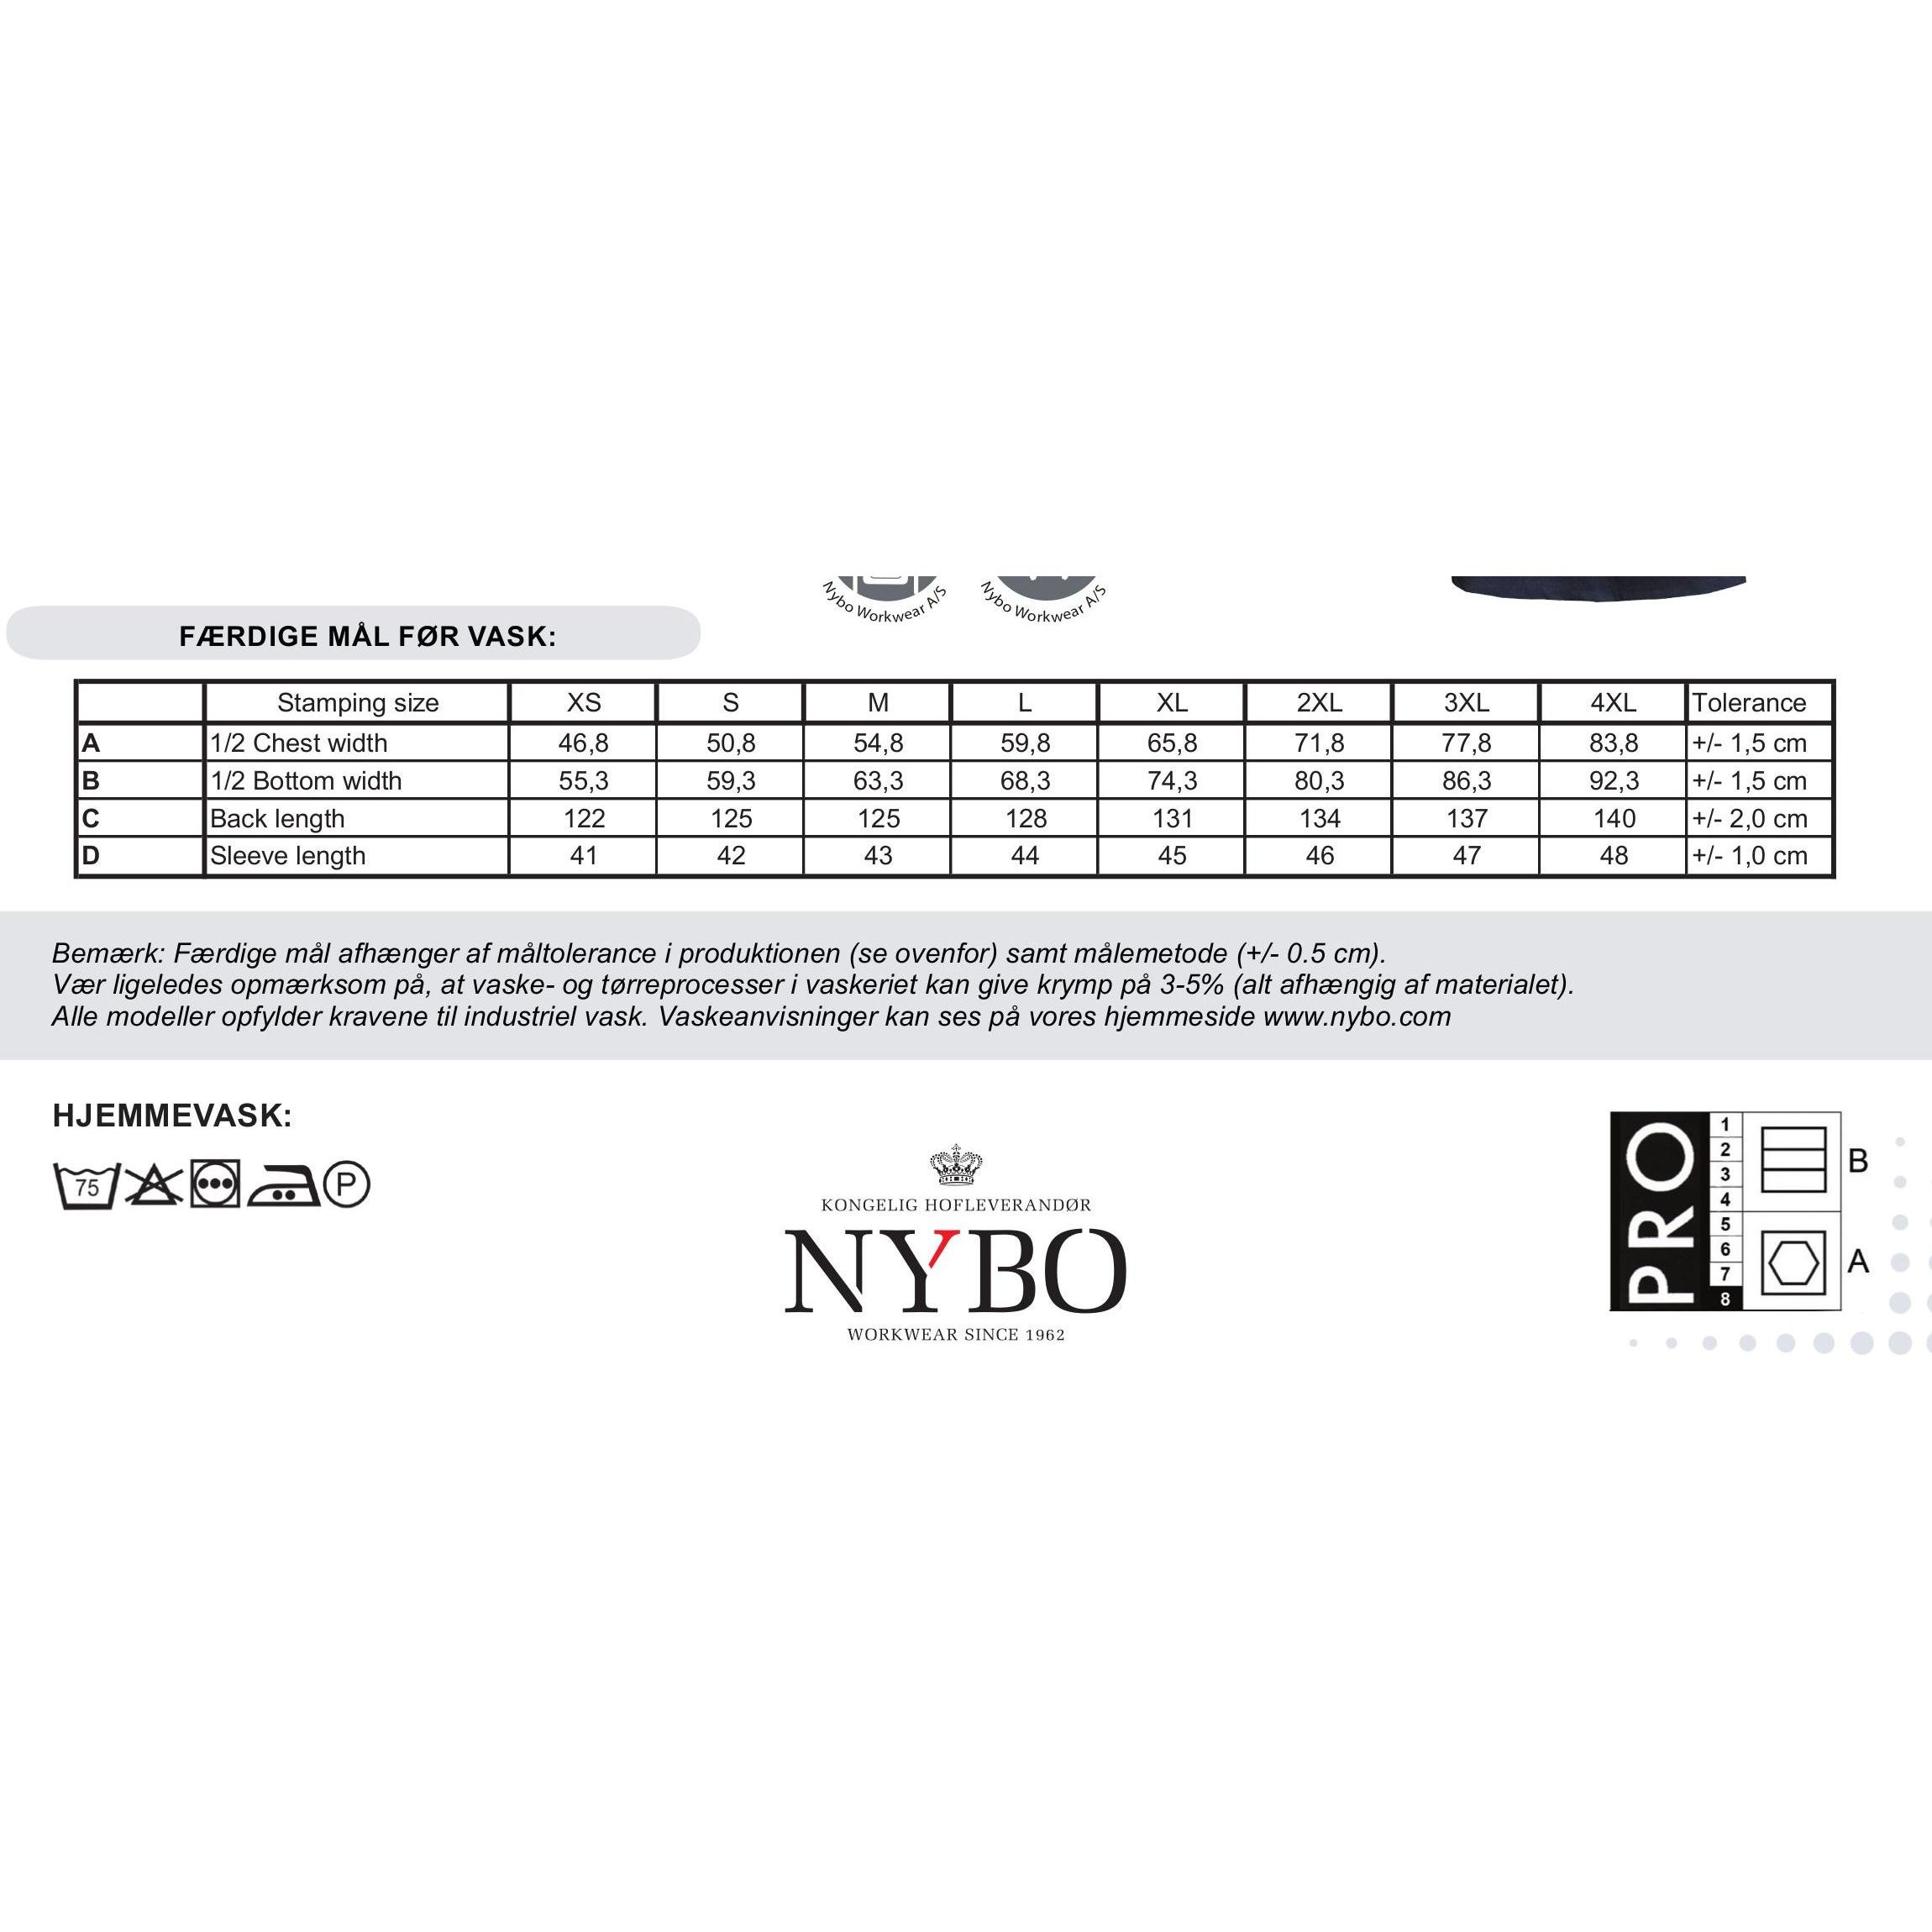 Nybo Workwear A/S
Nybo Workwear A/S
FÆRDIGE MÅL FØR VASK:
Stamping size XS S M L XL 2XL 3XL 4XL Tolerance
A 1/2 Chest width 46,8 50,8 54,8 59,8 65,8 71,8 77,8 83,8 +/- 1,5 cm
B 1/2 Bottom width 55,3 59,3 63,3 68,3 74,3 80,3 86,3 92,3 +/- 1,5 cm
C Back length 122 125 125 128 131 134 137 140 +/- 2,0 cm
D Sleeve length 41 42 43 44 45 46 47 48 +/- 1,0 cm
Bemærk: Færdige mål afhænger af måltolerance i produktionen (se ovenfor) samt målemetode (+/- 0.5 cm).
Vær ligeledes opmærksom på, at vaske- og tørreprocesser i vaskeriet kan give krymp på 3-5% (alt afhængig af materialet).
Alle modeller opfylder kravene til industriel vask. Vaskeanvisninger kan ses på vores hjemmeside www.nybo.com
HJEMMEVASK:
75 P
KONGELIG HOFLEVERANDØR
NYBO
WORKWEAR SINCE 1962
PRO
1
2
3
4
5
6
7
8
B
A